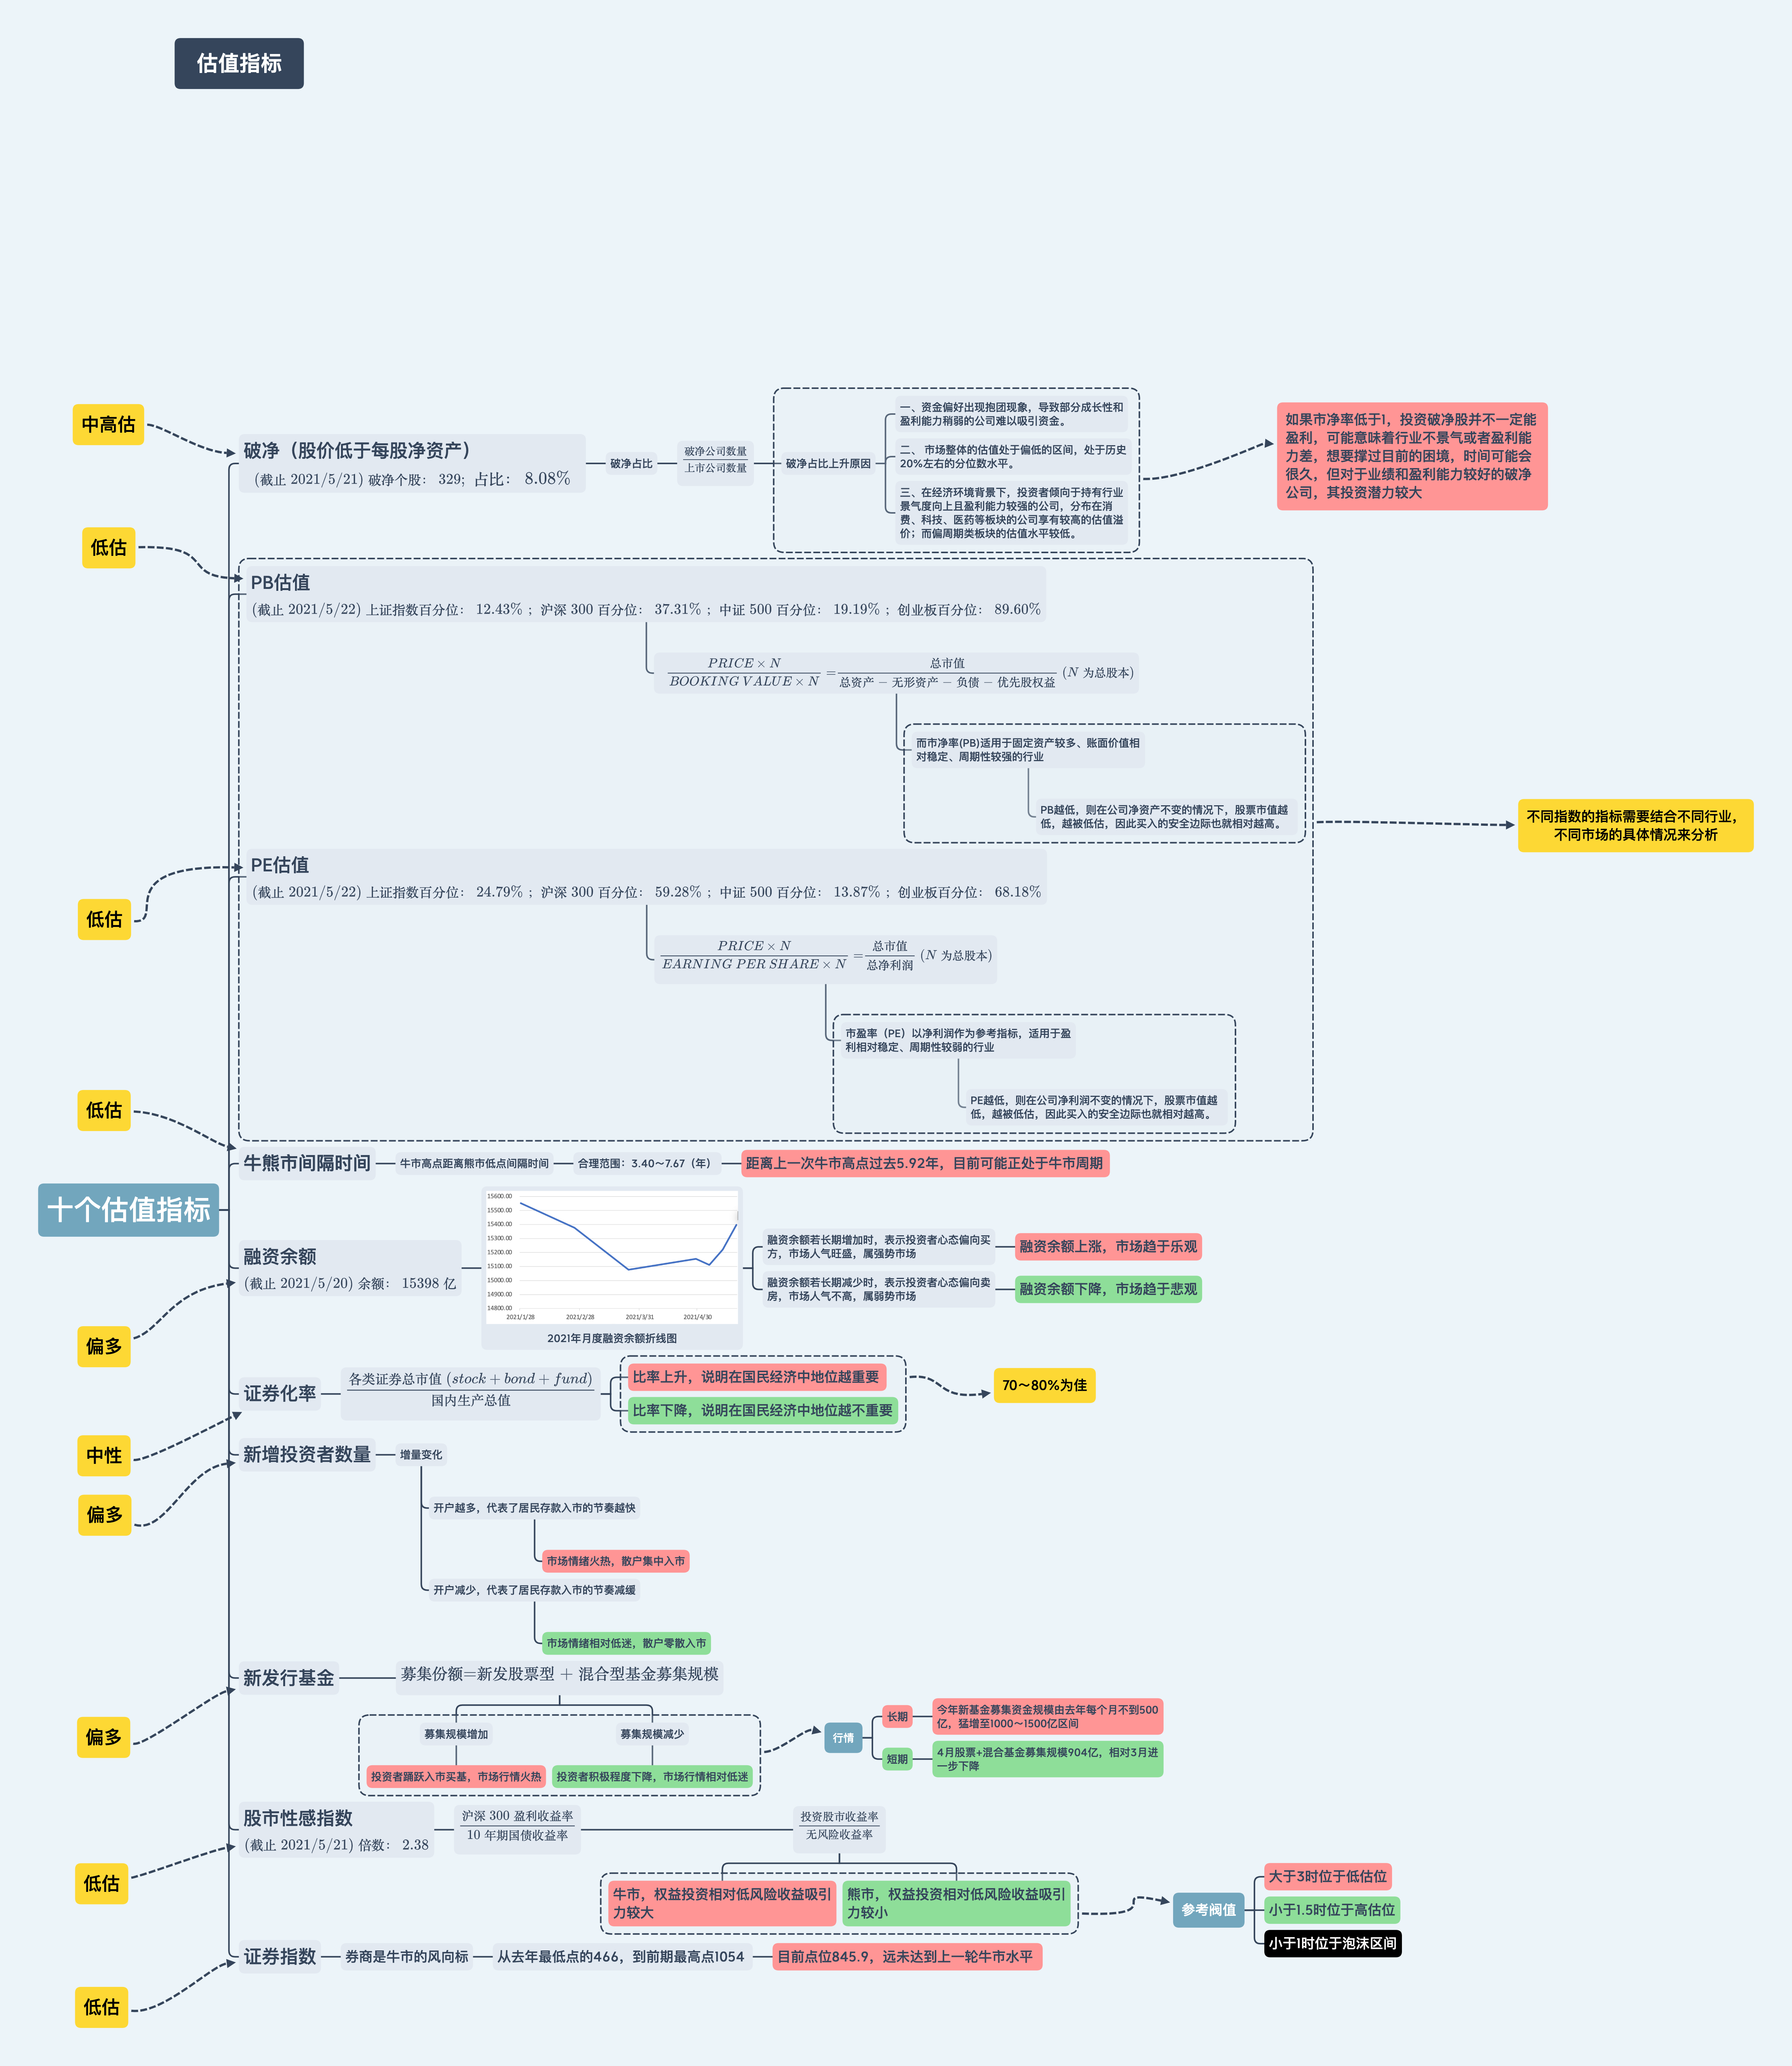 估值指标
中高估
破净（股价低于每股净资产）
(截止 2021/5/21) 破净个股： 329；占比： 8.08%
破净占比
破净公司数量
上市公司数量
破净占比上升原因
一、资金偏好出现抱团现象，导致部分成长性和
盈利能力稍弱的公司难以吸引资金。
二、 市场整体的估值处于偏低的区间，处于历史
20%左右的分位数水平。
三、在经济环境背景下，投资者倾向于持有行业
景气度向上且盈利能力较强的公司，分布在消
费、科技、医药等板块的公司享有较高的估值溢
价；而偏周期类板块的估值水平较低。
如果市净率低于1，投资破净股并不一定能
盈利，可能意味着行业不景气或者盈利能
力差，想要撑过目前的困境，时间可能会
很久，但对于业绩和盈利能力较好的破净
公司，其投资潜力较大
低估
PB估值
(截止 2021/5/22) 上证指数百分位： 12.43%； 沪深 300 百分位： 37.31%； 中证 500 百分位： 19.19%； 创业板百分位： 89.60%
PRICE × N
BOOKING VALUE × N
=
总市值
总资产 − 无形资产 − 负债 − 优先股权益
(N 为总股本)
而市净率(PB)适用于固定资产较多、账面价值相
对稳定、周期性较强的行业
PB越低，则在公司净资产不变的情况下，股票市值越
低，越被低估，因此买入的安全边际也就相对越高。
不同指数的指标需要结合不同行业，
不同市场的具体情况来分析
低估
PE估值
(截止 2021/5/22) 上证指数百分位： 24.79%； 沪深 300 百分位： 59.28%； 中证 500 百分位： 13.87%； 创业板百分位： 68.18%
PRICE × N
EARNING PER SHARE × N
=
总市值
总净利润
(N 为总股本)
市盈率（PE）以净利润作为参考指标，适用于盈
利相对稳定、周期性较弱的行业
PE越低，则在公司净利润不变的情况下，股票市值越
低，越被低估，因此买入的安全边际也就相对越高。
低估
牛熊市间隔时间
牛市高点距离熊市低点间隔时间
合理范围：3.40～7.67（年）
距离上一次牛市高点过去5.92年，目前可能正处于牛市周期
十个估值指标
融资余额
(截止 2021/5/20) 余额： 15398 亿
15600.00
15500.00
15400.00
15300.00
15200.00
15100.00
15000.00
14900.00
14800.00
2021/1/28
2021/2/28
2021/3/31
2021/4/30
2021年月度融资余额折线图
融资余额若长期增加时，表示投资者心态偏向买
方，市场人气旺盛，属强势市场
融资余额上涨，市场趋于乐观
融资余额若长期减少时，表示投资者心态偏向卖
房，市场人气不高，属弱势市场
融资余额下降，市场趋于悲观
偏多
证券化率
各类证券总市值 (stock + bond + fund)
国内生产总值
比率上升，说明在国民经济中地位越重要
比率下降，说明在国民经济中地位越不重要
70～80%为佳
中性
新增投资者数量
增量变化
偏多
开户越多，代表了居民存款入市的节奏越快
市场情绪火热，散户集中入市
开户减少，代表了居民存款入市的节奏减缓
市场情绪相对低迷，散户零散入市
新发行基金
募集份额=新发股票型 + 混合型基金募集规模
偏多
募集规模增加
募集规模减少
投资者踊跃入市买基，市场行情火热
投资者积极程度下降，市场行情相对低迷
行情
长期
今年新基金募集资金规模由去年每个月不到500
亿，猛增至1000～1500亿区间
短期
4月股票+混合基金募集规模904亿，相对3月进
一步下降
股市性感指数
(截止 2021/5/21) 倍数： 2.38
沪深 300 盈利收益率
10 年期国债收益率
投资股市收益率
无风险收益率
低估
牛市，权益投资相对低风险收益吸引
力较大
熊市，权益投资相对低风险收益吸引
力较小
参考阀值
大于3时位于低估位
小于1.5时位于高估位
小于1时位于泡沫区间
证券指数
券商是牛市的风向标
从去年最低点的466，到前期最高点1054
目前点位845.9，远未达到上一轮牛市水平
低估